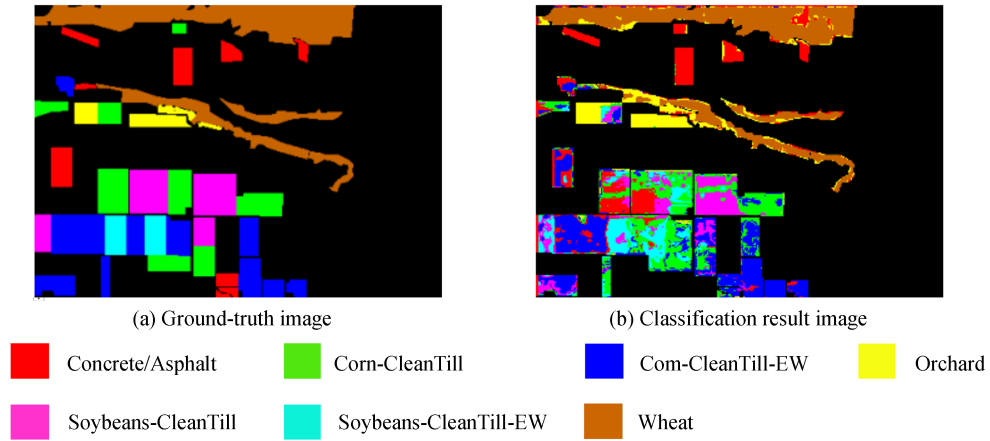 (a) Ground-truth image
(b) Classification result image
Concrete/Asphalt
Corn-CleanTill
Com-CleanTill-EW
Orchard
Soybeans-CleanTill
Soybeans-CleanTill-EW
Wheat